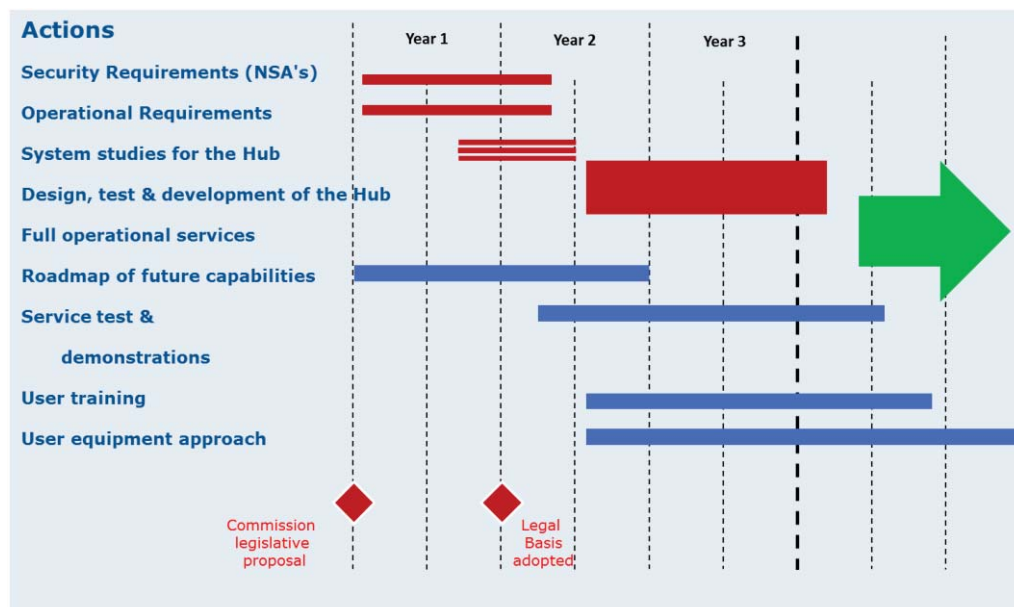 Actions
Year 1
Year 2
Year 3
Security Requirements (NSA's)
Operational Requirements
System studies for the Hub
Design, test & development of the Hub
Full operational services
Roadmap of future capabilities
Service test &
demonstrations
User training
User equipment approach
Commission
legislative
proposal
Legal
Basis
adopted